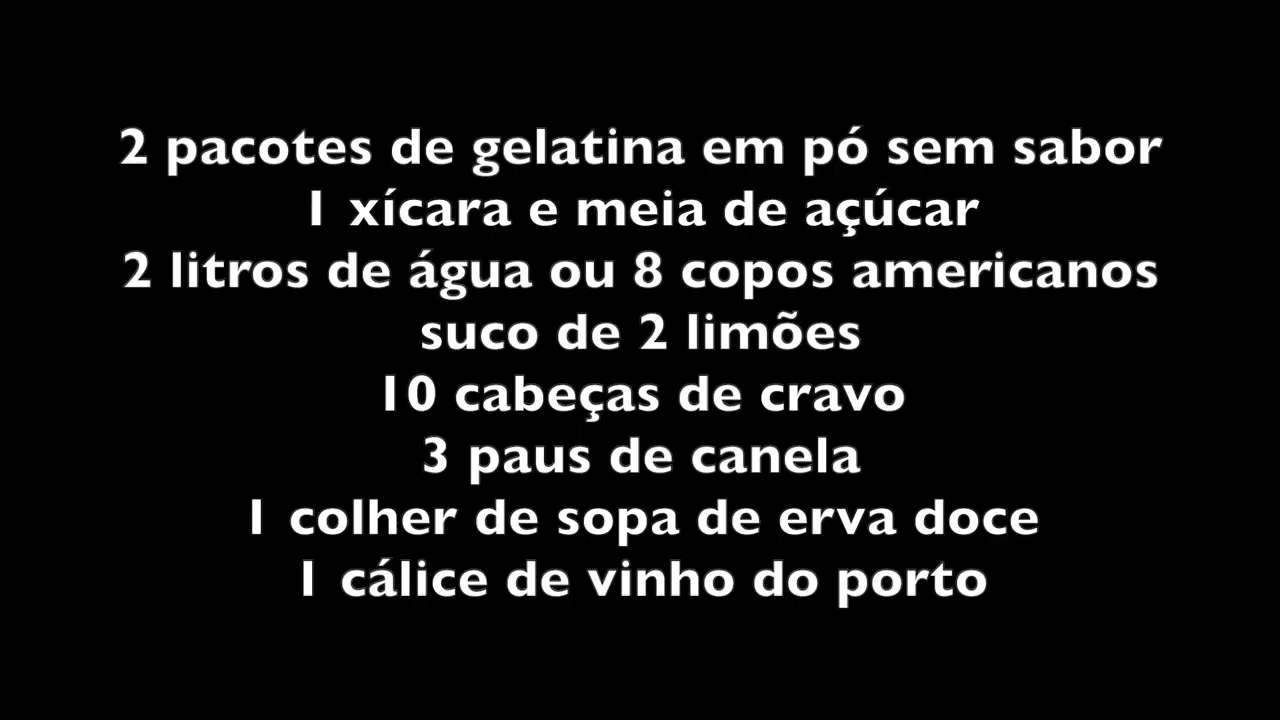 2 pacotes de gelatina em pó sem sabor
1 xícara e meia de açúcar
2 litros de água ou 8 copos americanos
suco de 2 limões
10 cabeças de cravo
3 paus de canela
1 colher de sopa de erva doce
1 cálice de vinho do porto